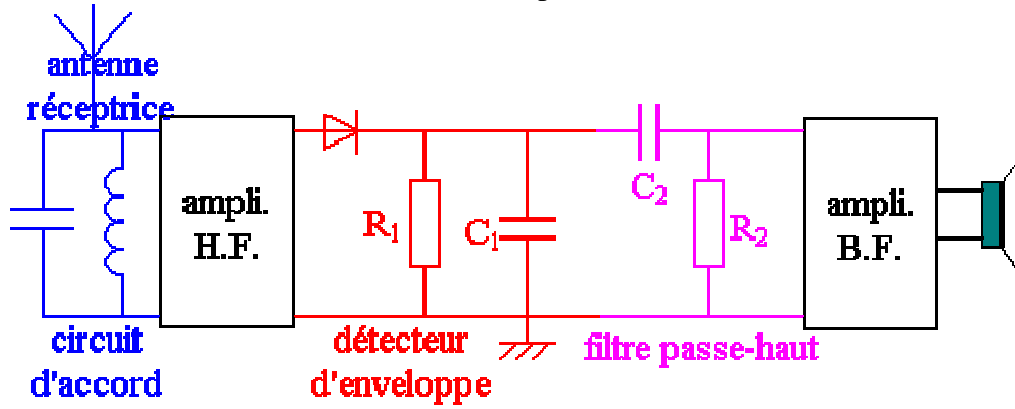 antenne
réceptrice
ampli.
H.F.
R1
C1
C2
R2
ampli.
B.F.
circuit
d'accord
détecteur
d'enveloppe
filtre passe-haut